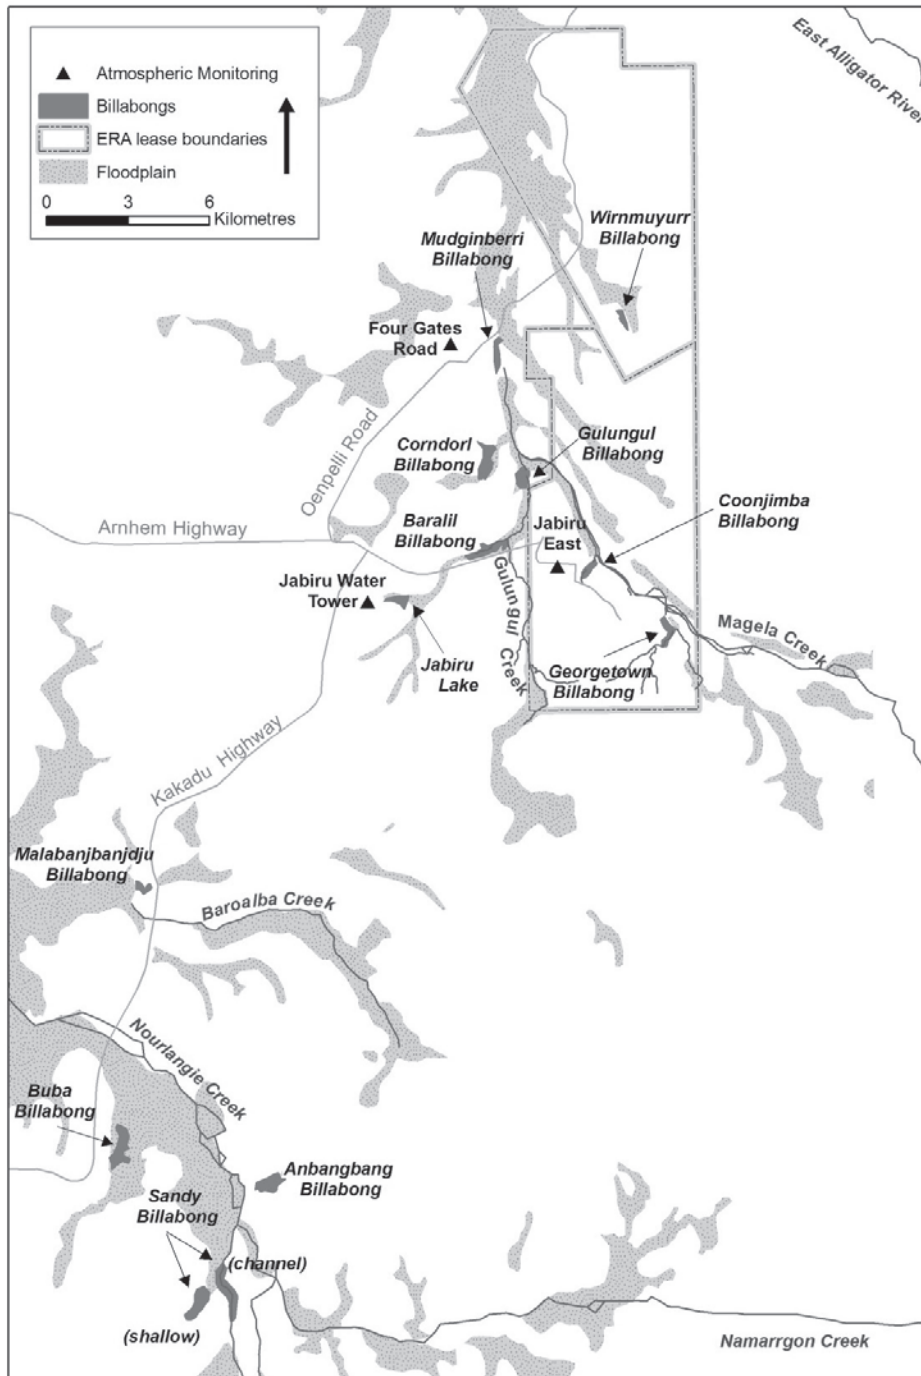 East Alligator River
Atmospheric Monitoring
Billabongs
ERA lease boundaries
Floodplain
0 3 6
Kilometres
Wirnmuyurr
Billabong
Mudginberri
Billabong
Four Gates
Road
Oenpelli Road
Corndorl
Billabong
Gulungul
Billabong
Arnhem Highway
Baralil
Billabong
Jabiru
East
Coonjimba
Billabong
Jabiru Water
Tower
Gulungul Creek
Jabiru
Lake
Georgetown
Billabong
Magela Creek
Kakadu Highway
Malabanjbanjdju
Billabong
Baroalba Creek
Nourlangie Creek
Buba
Billabong
Anbangbang
Billabong
Sandy
Billabong
(channel)
(shallow)
Namarrgon Creek